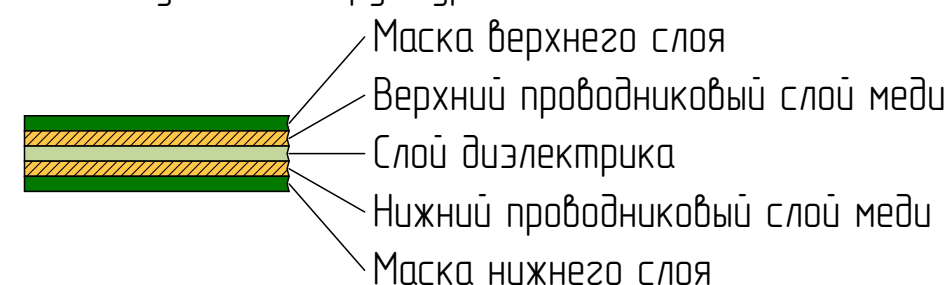 Маска верхнего слоя
Верхний проводниковый слой меди
Слой диэлектрика
Нижний проводниковый слой меди
Маска нижнего слоя